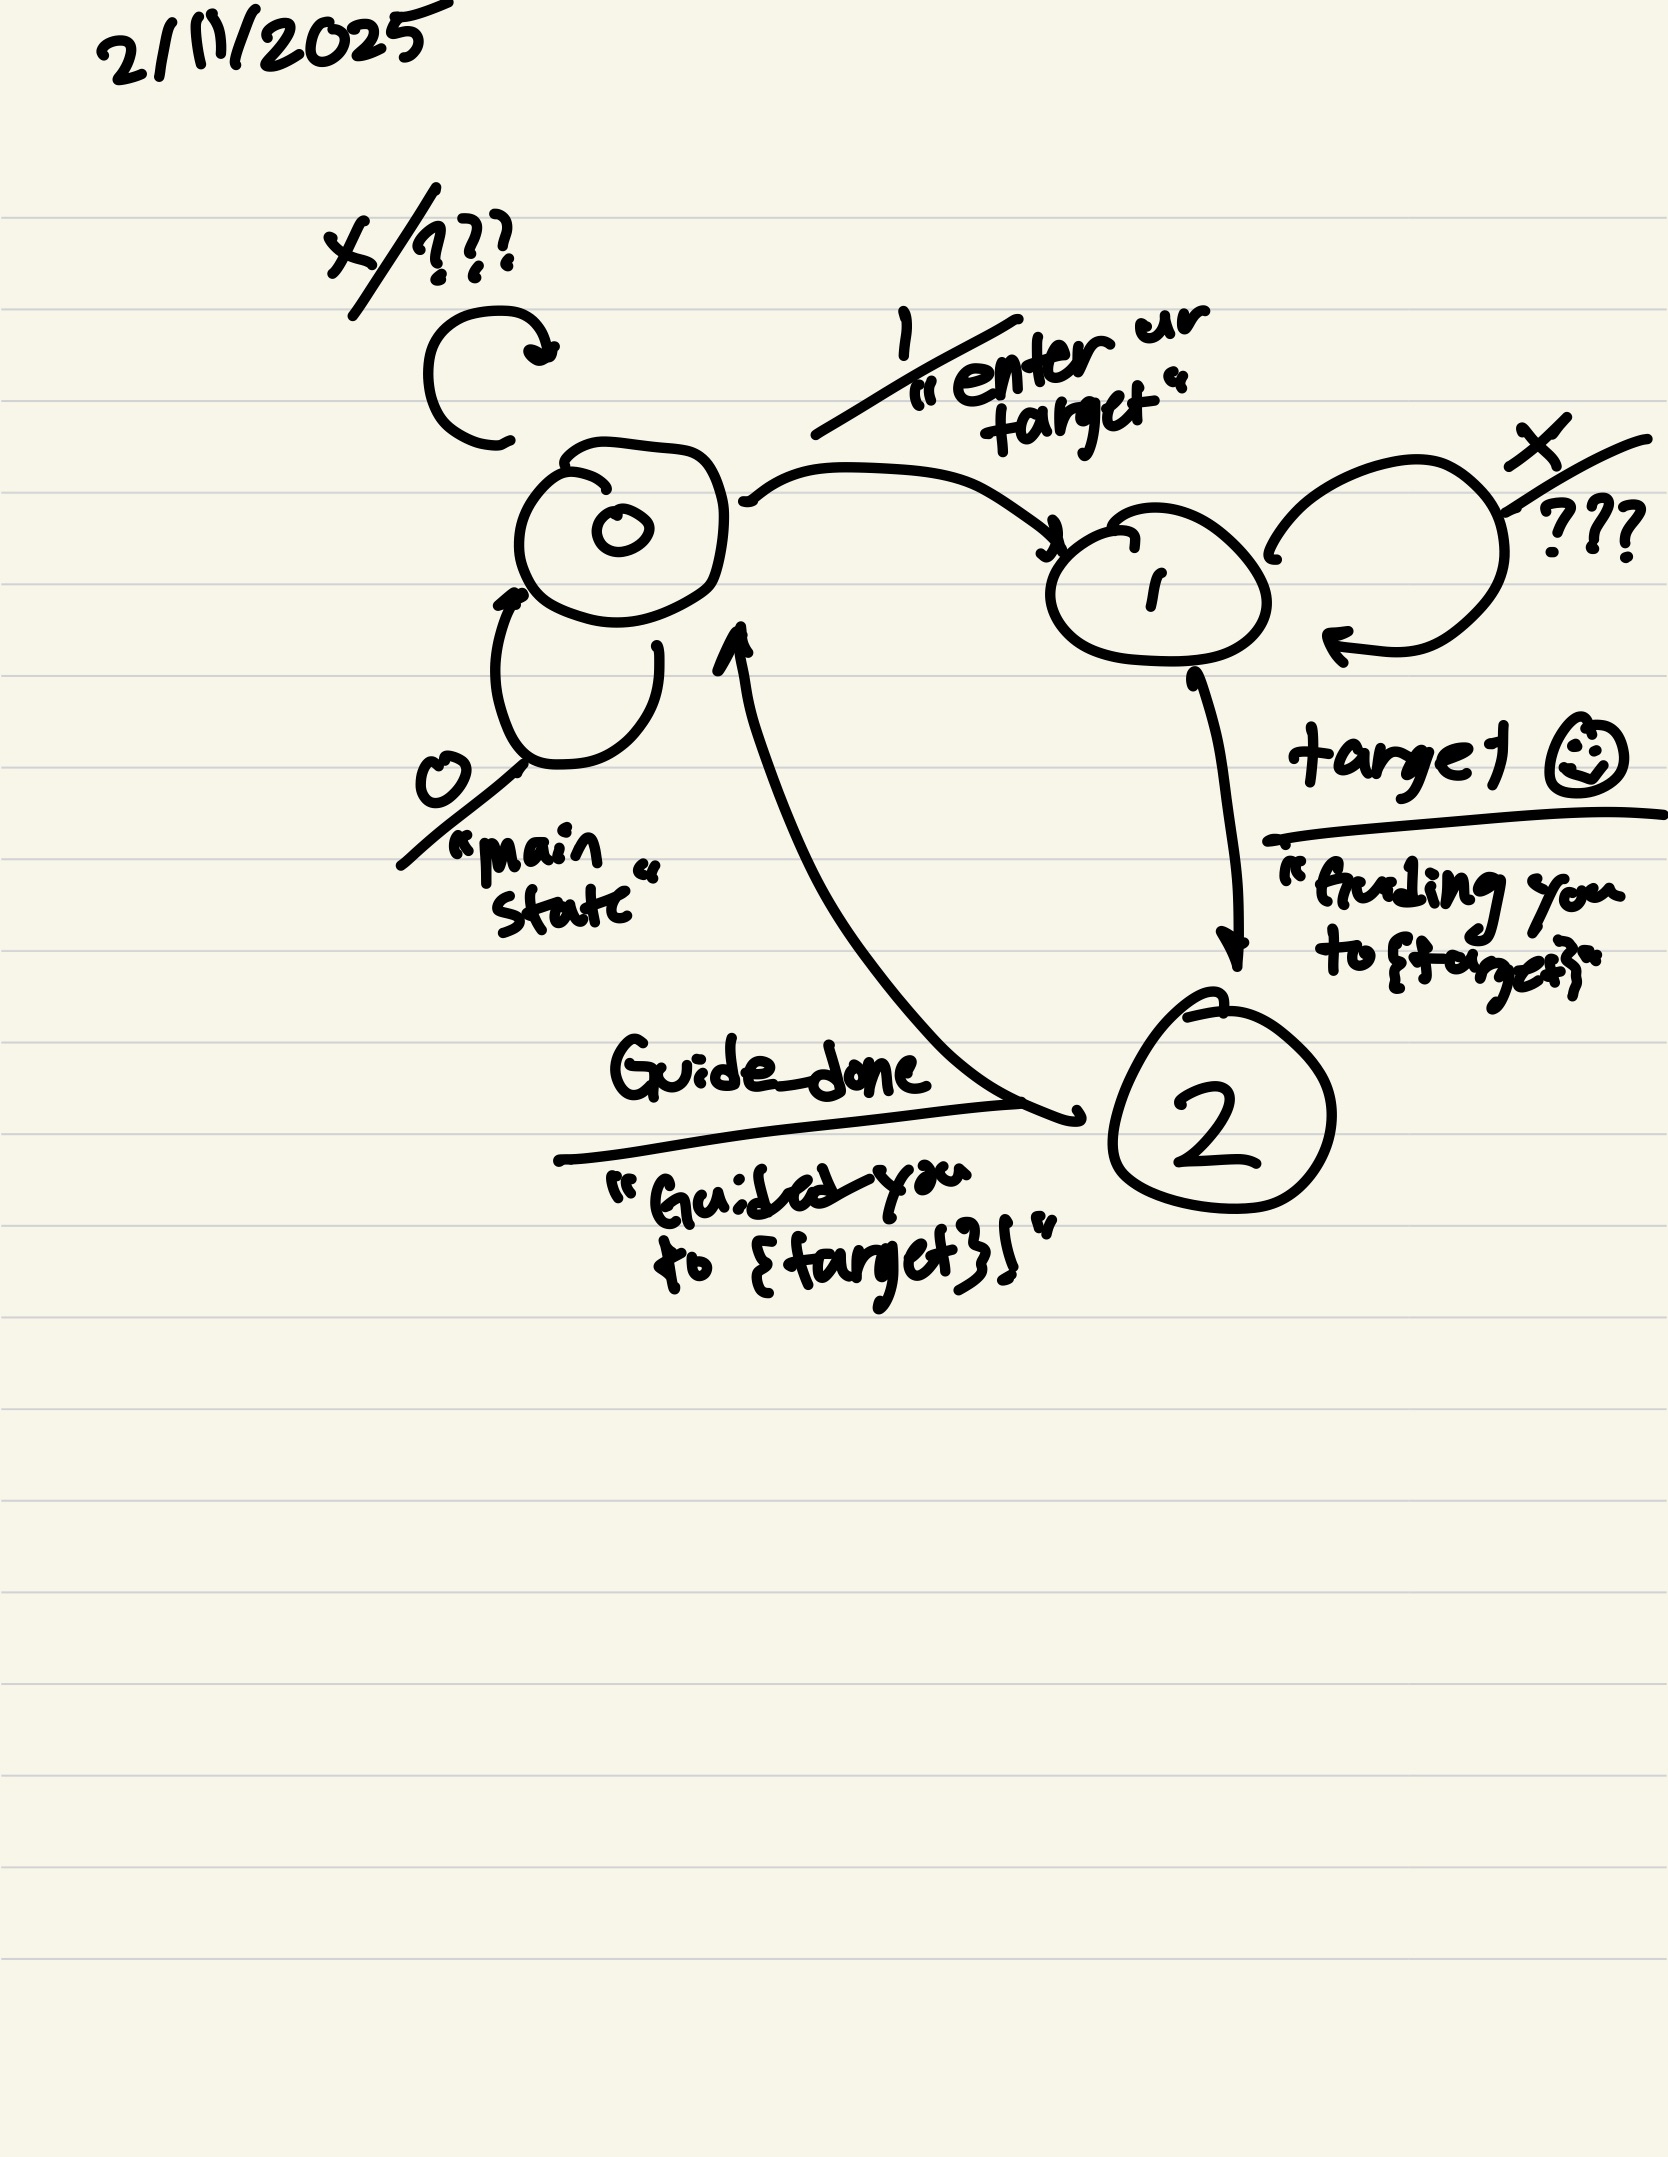 2/11/2025
x/???
1
"enter ur
target"
0
x
???
1
target
0
"main
state"
"Guiding you
to {target}"
Guide_done
2
"Guided you
to {target}!"